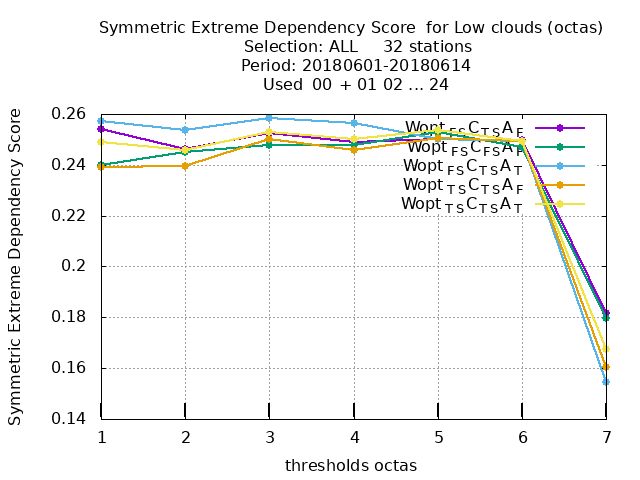 Symmetric Extreme Dependency Score for Low clouds (octas)
Selection: ALL 32 stations
Period: 20180601-20180614
Used 00 + 01 02 ... 24
Symmetric Extreme Dependency Score
0.26
0.24
0.22
0.2
0.18
0.16
0.14
Wopt FS C TS A F
Wopt FS C FS A F
Wopt FS C TS A T
Wopt TS C TS A F
Wopt TS C TS A T
1 2 3 4 5 6 7
thresholds octas